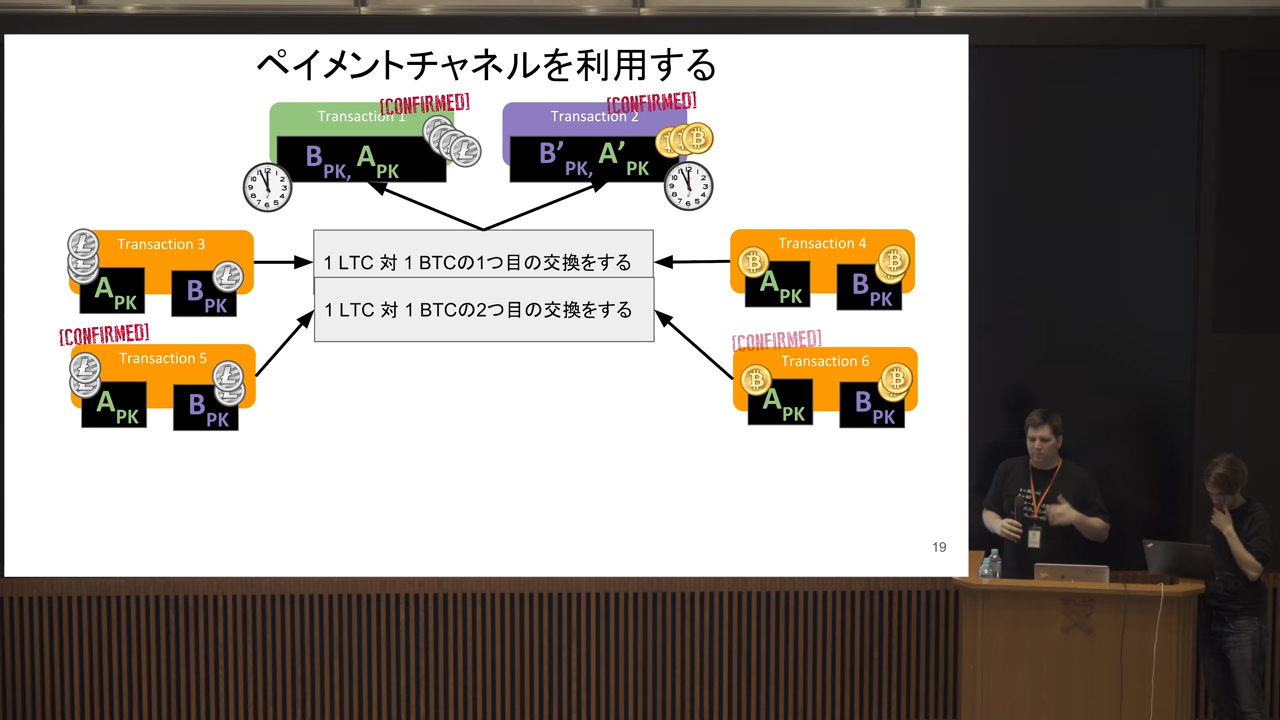 ペイメントチャネルを利用する
[CONFIRMED]
Transaction 1
BPK, APK
[CONFIRMED]
Transaction 2
B’PK, A’PK
Transaction 3
APK
BPK
1 LTC 対 1 BTCの1つ目の交換をする
Transaction 4
APK
BPK
1 LTC 対 1 BTCの2つ目の交換をする
[CONFIRMED]
Transaction 5
APK
BPK
[CONFIRMED]
Transaction 6
APK
BPK
19